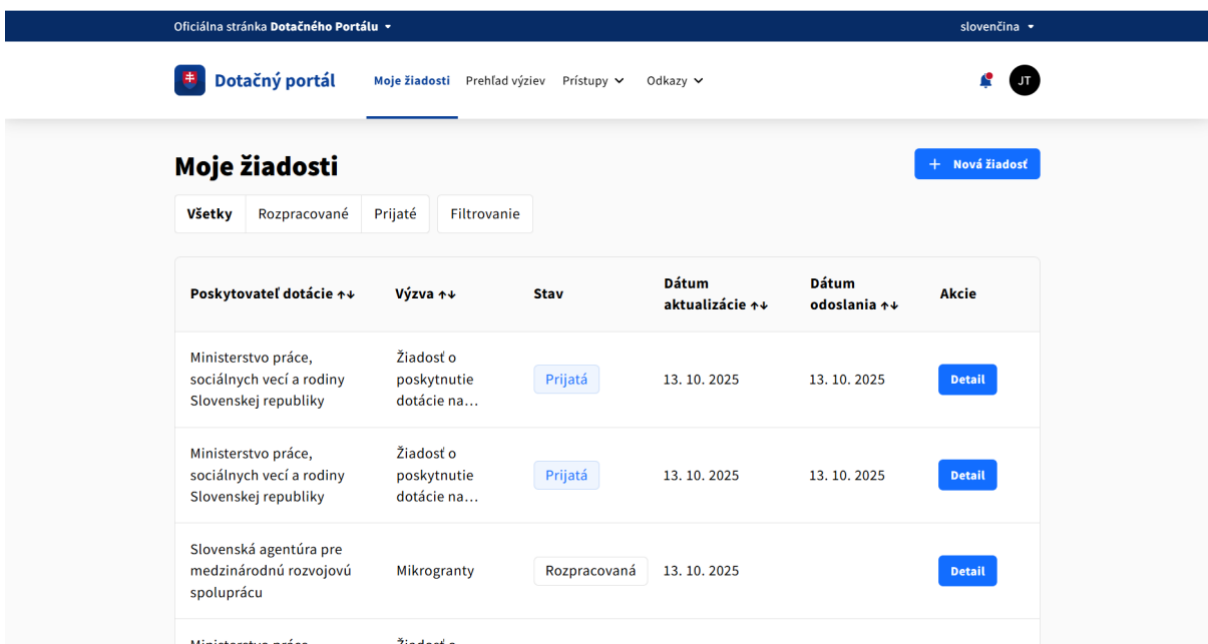 Oficiálna stránka Dotačného Portálu
slovenčina
Dotačný portál
Moje žiadosti
Prehľad výziev
Prístupy
Odkazy
JT
Moje žiadosti
+ Nová žiadosť
Všetky
Rozpracované
Prijaté
Filtrovanie
Poskytovateľ dotácie ↑↓
Výzva ↑↓
Stav
Dátum
aktualizácie ↑↓
Dátum
odoslania ↑↓
Akcie
Ministerstvo práce,
sociálnych vecí a rodiny
Slovenskej republiky
Žiadosť o
poskytnutie
dotácie na...
Prijatá
13. 10. 2025
13. 10. 2025
Detail
Ministerstvo práce,
sociálnych vecí a rodiny
Slovenskej republiky
Žiadosť o
poskytnutie
dotácie na...
Prijatá
13. 10. 2025
13. 10. 2025
Detail
Slovenská agentúra pre
medzinárodnú rozvojovú
spoluprácu
Mikrogranty
Rozpracovaná
13. 10. 2025
Detail
Ministerstvo práce,
Žiadosť o